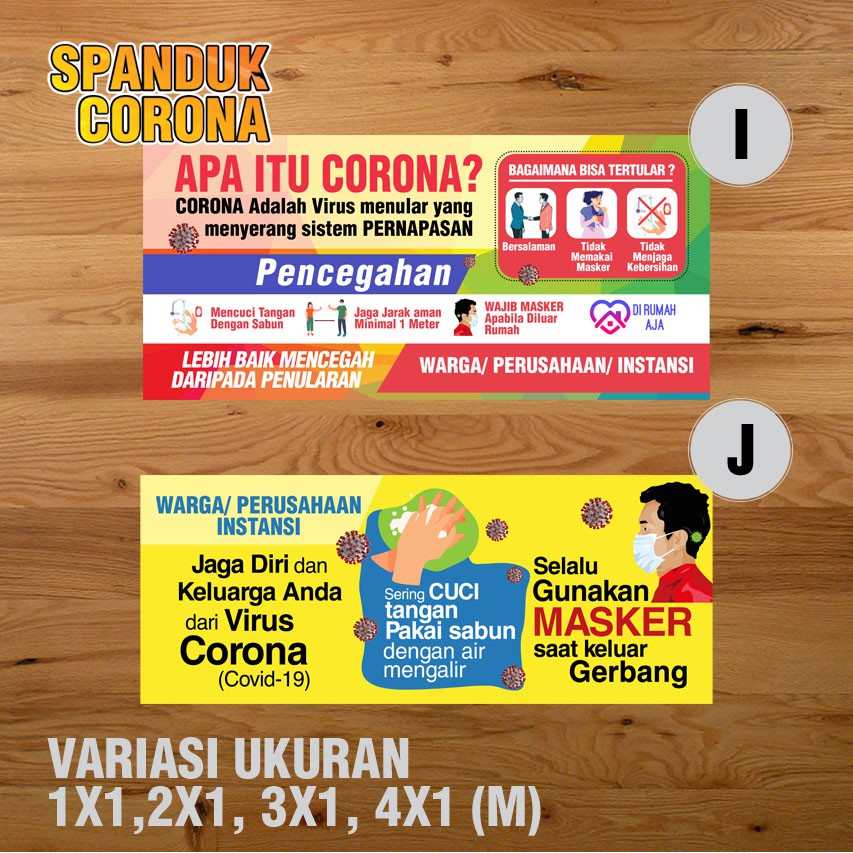 SPANDUK
CORONA
I
APA ITU CORONA?
CORONA Adalah Virus menular yang
menyerang sistem PERNAPASAN
BAGAIMANA BISA TERTULAR ?
Bersalaman
Tidak
Memakai
Masker
Tidak
Menjaga
Kebersihan
Pencegahan
Mencuci Tangan
Dengan Sabun
Jaga Jarak aman
Minimal 1 Meter
WAJIB MASKER
Apabila Diluar
Rumah
DI RUMAH
AJA
LEBIH BAIK MENCEGAH
DARIPADA PENULARAN
WARGA/ PERUSAHAAN/ INSTANSI
J
WARGA/ PERUSAHAAN
INSTANSI
Jaga Diri dan
Keluarga Anda
dari Virus
Corona
(Covid-19)
Sering CUCI
tangan
Pakai sabun
dengan air
mengalir
Selalu
Gunakan
MASKER
saat keluar
Gerbang
VARIASI UKURAN
1X1,2X1, 3X1, 4X1 (M)